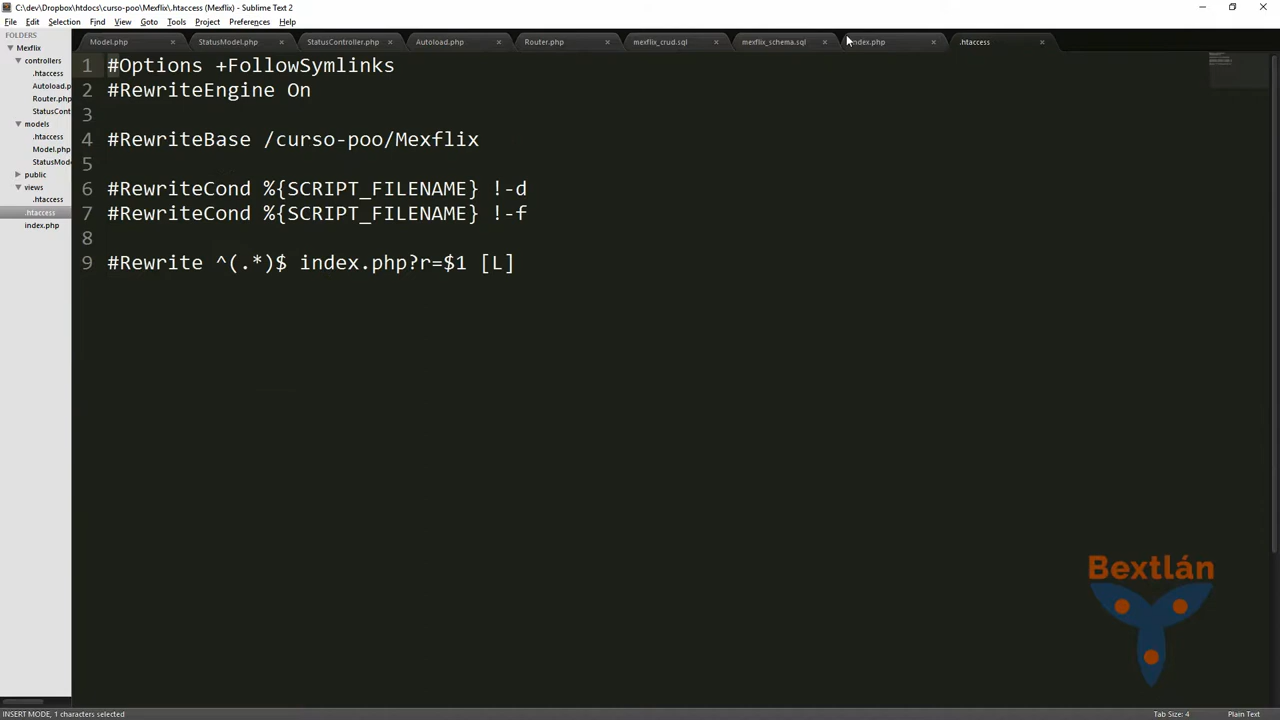 C:\dev\Dropbox\htdocs\curso-poo\Mexflix\.htaccess (Mexflix) - Sublime Text 2
File Edit Selection Find View Goto Tools Project Preferences Help
FOLDERS
Mexflix
controllers
.htaccess
Autoload.p
Router.php
StatusCont
models
.htaccess
Model.php
StatusMode
public
views
.htaccess
.htaccess
index.php
Model.php StatusModel.php StatusController.php Autoload.php Router.php mexflix_crud.sql mexflix_schema.sql index.php .htaccess
1 #Options +FollowSymlinks
2 #RewriteEngine On
3
4 #RewriteBase /curso-poo/Mexflix
5
6 #RewriteCond %{SCRIPT_FILENAME} !-d
7 #RewriteCond %{SCRIPT_FILENAME} !-f
8
9 #Rewrite ^(.*)$ index.php?r=$1 [L]
Bextlán
INSERT MODE, 1 characters selected
Tab Size: 4 Plain Text